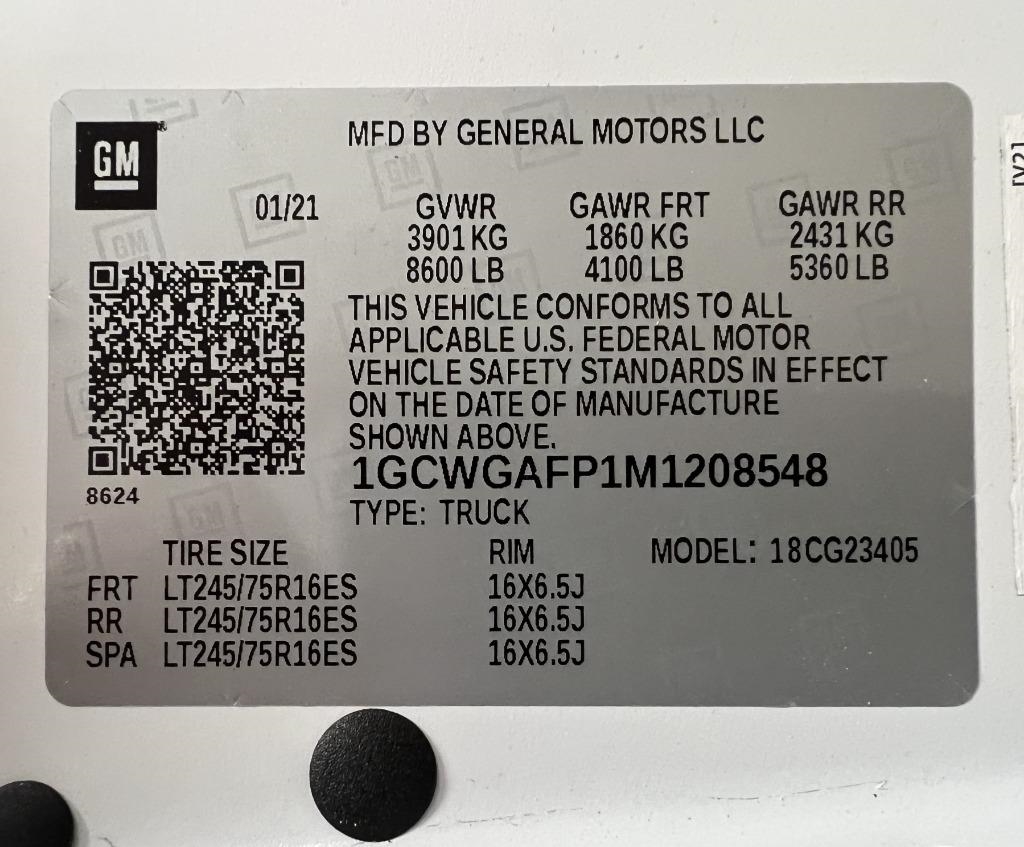 GM
MFD BY GENERAL MOTORS LLC
01/21 GVWR GAWR FRT GAWR RR
3901 KG 1860 KG 2431 KG
8600 LB 4100 LB 5360 LB
THIS VEHICLE CONFORMS TO ALL
APPLICABLE U.S. FEDERAL MOTOR
VEHICLE SAFETY STANDARDS IN EFFECT
ON THE DATE OF MANUFACTURE
SHOWN ABOVE.
1GCWGAFP1M1208548
8624
TYPE: TRUCK
TIRE SIZE RIM MODEL: 18CG23405
FRT LT245/75R16ES 16X6.5J
RR LT245/75R16ES 16X6.5J
SPA LT245/75R16ES 16X6.5J